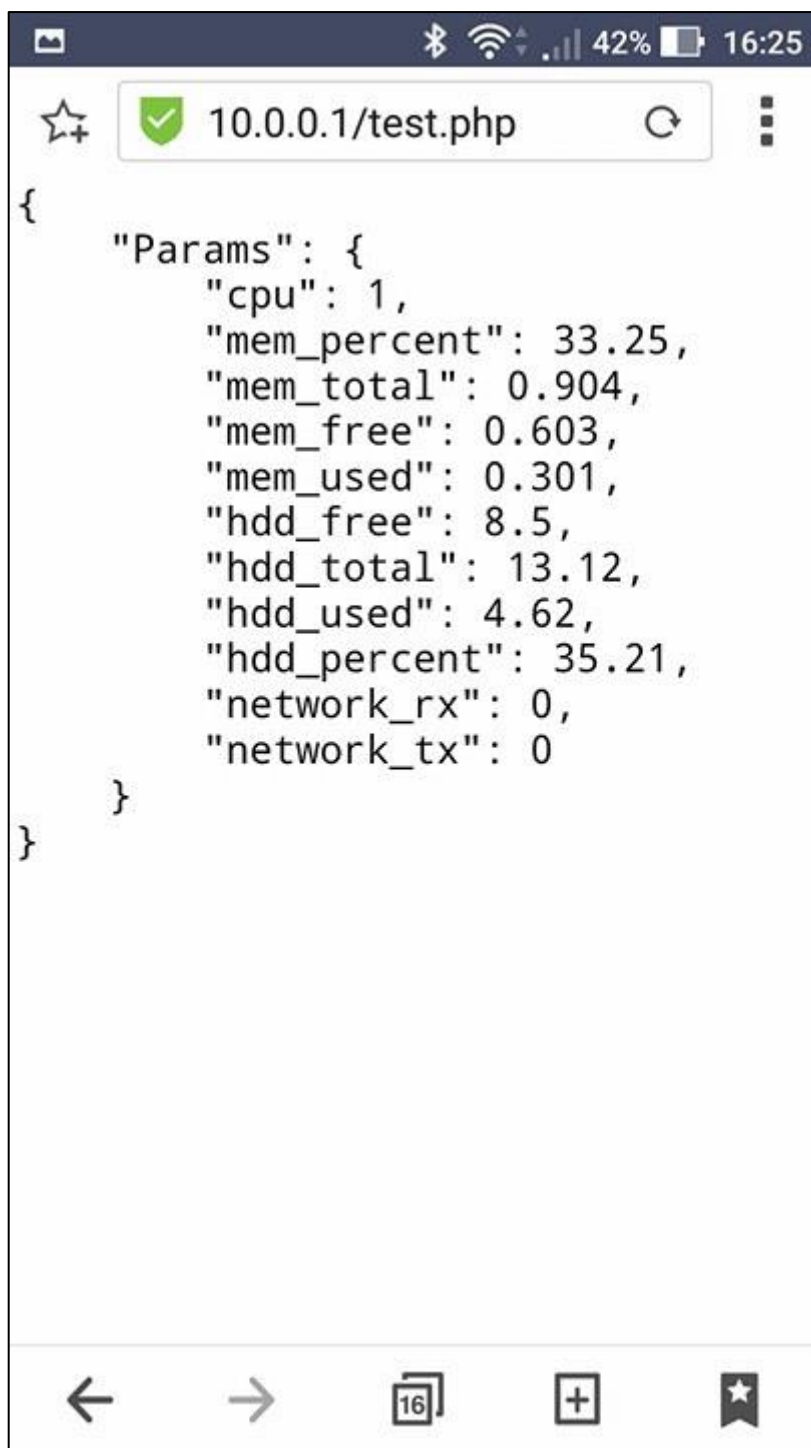 42% 16:25
10.0.0.1/test.php
{
    "Params": {
        "cpu": 1,
        "mem_percent": 33.25,
        "mem_total": 0.904,
        "mem_free": 0.603,
        "mem_used": 0.301,
        "hdd_free": 8.5,
        "hdd_total": 13.12,
        "hdd_used": 4.62,
        "hdd_percent": 35.21,
        "network_rx": 0,
        "network_tx": 0
    }
}
16